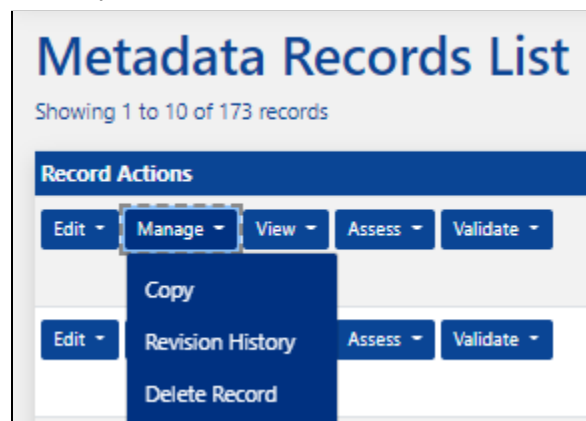 Metadata Records List
Showing 1 to 10 of 173 records
Record Actions
Edit Manage View Assess Validate
Copy
Edit Revision History Assess Validate
Delete Record